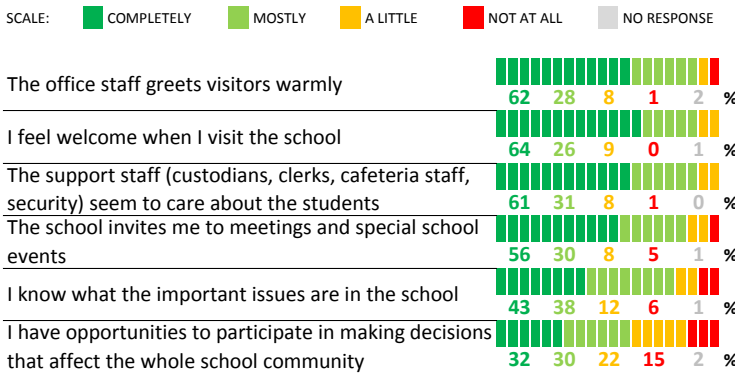 SCALE: COMPLETELY MOSTLY A LITTLE NOT AT ALL NO RESPONSE
The office staff greets visitors warmly
62 28 8 1 2 %
I feel welcome when I visit the school
64 26 9 0 1 %
The support staff (custodians, clerks, cafeteria staff,
security) seem to care about the students
61 31 8 1 0 %
The school invites me to meetings and special school
events
56 30 8 5 1 %
I know what the important issues are in the school
43 38 12 6 1 %
I have opportunities to participate in making decisions
that affect the whole school community
32 30 22 15 2 %